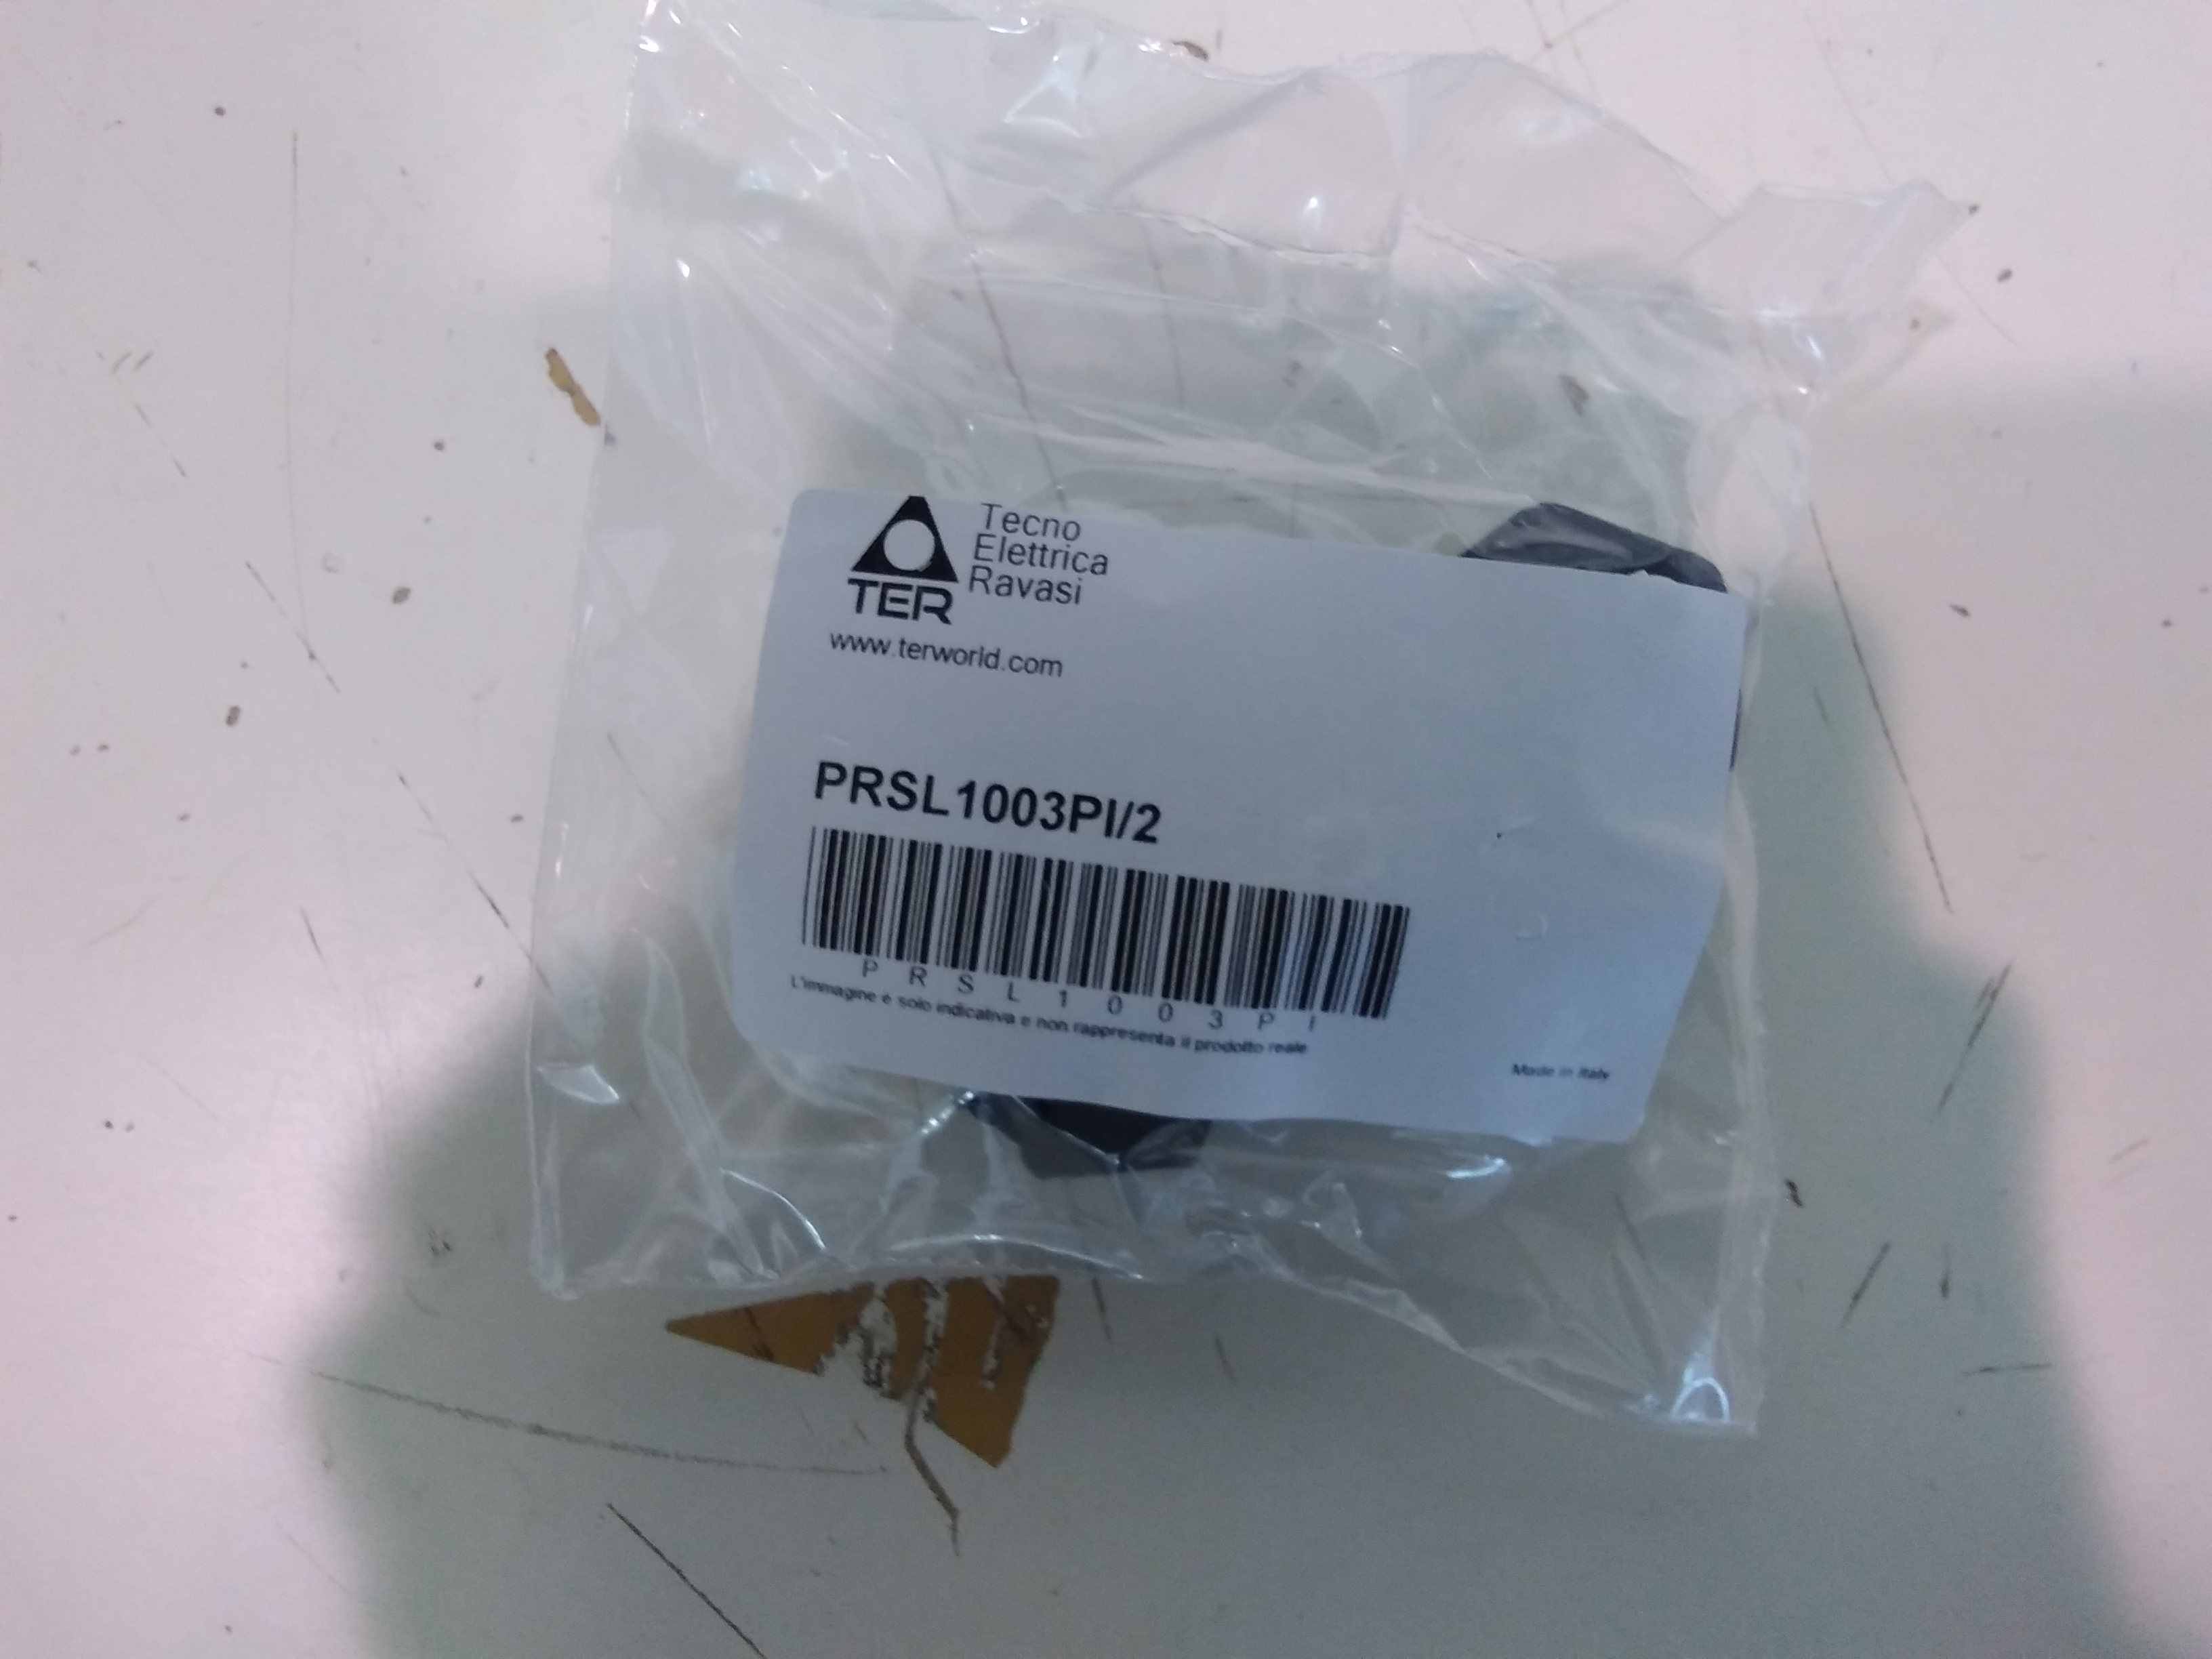 Tecno
Elettrica
Ravasi
TER
www.terworld.com
PRSL1003PI/2
PRSL1003PI
L'immagine è solo indicativa e non rappresenta il prodotto reale
Made in Italy